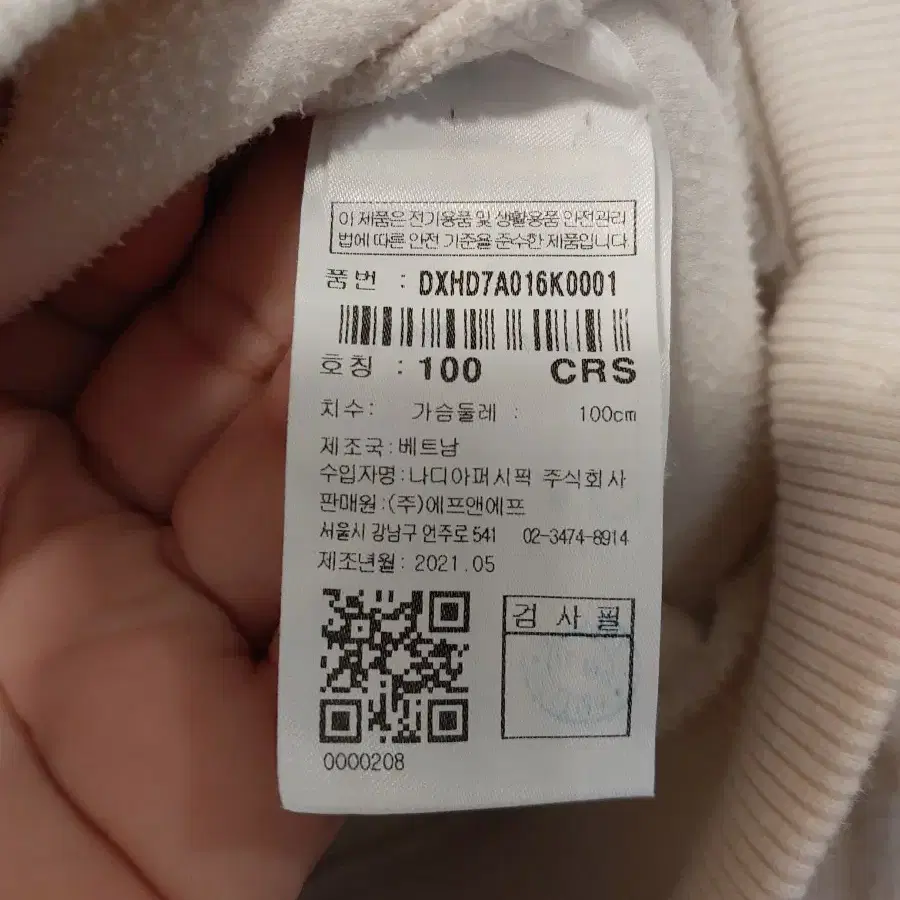 이 제품은 전기용품 및 생활용품 안전관리
법에 따른 안전 기준을 준수한 제품입니다.
품번 : DXHD7A016K0001
호칭 : 100 CRS
치수: 가슴둘레 : 100cm
제조국:베트남
수입자명:나디아퍼시픽 주식회사
판매원:(주)에프앤에프
서울시 강남구 언주로 541 02-3474-8914
제조년월: 2021.05
검사필
0000208